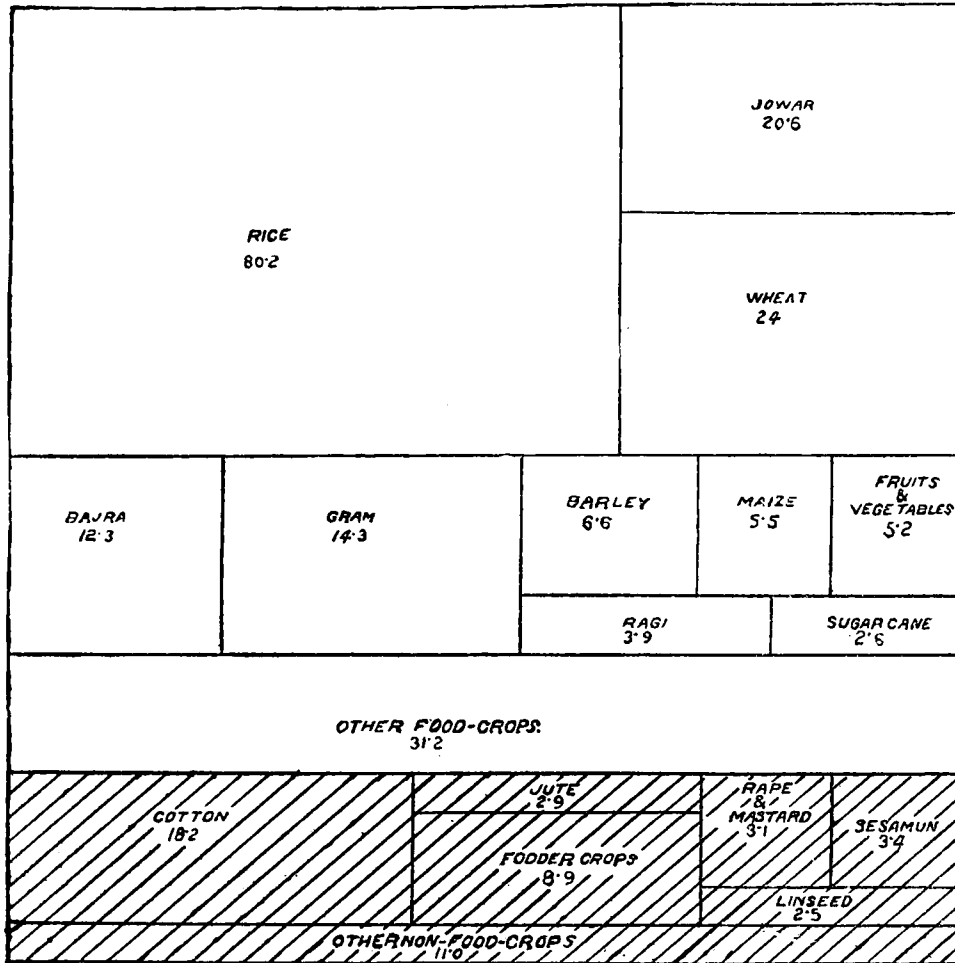 RICE
80·2
JOWAR
20·6
WHEAT
24
BAJRA
12·3
GRAM
14·3
BARLEY
6·6
MAIZE
5·5
FRUITS
&
VEGETABLES
5·2
RAGI
3·9
SUGAR CANE
2·6
OTHER FOOD-CROPS.
31·2
COTTON
18·2
JUTE
2·9
FODDER CROPS
8·9
RAPE
&
MASTARD
3·1
SESAMUN
3·4
LINSEED
2·5
OTHER NON-FOOD-CROPS
11·0